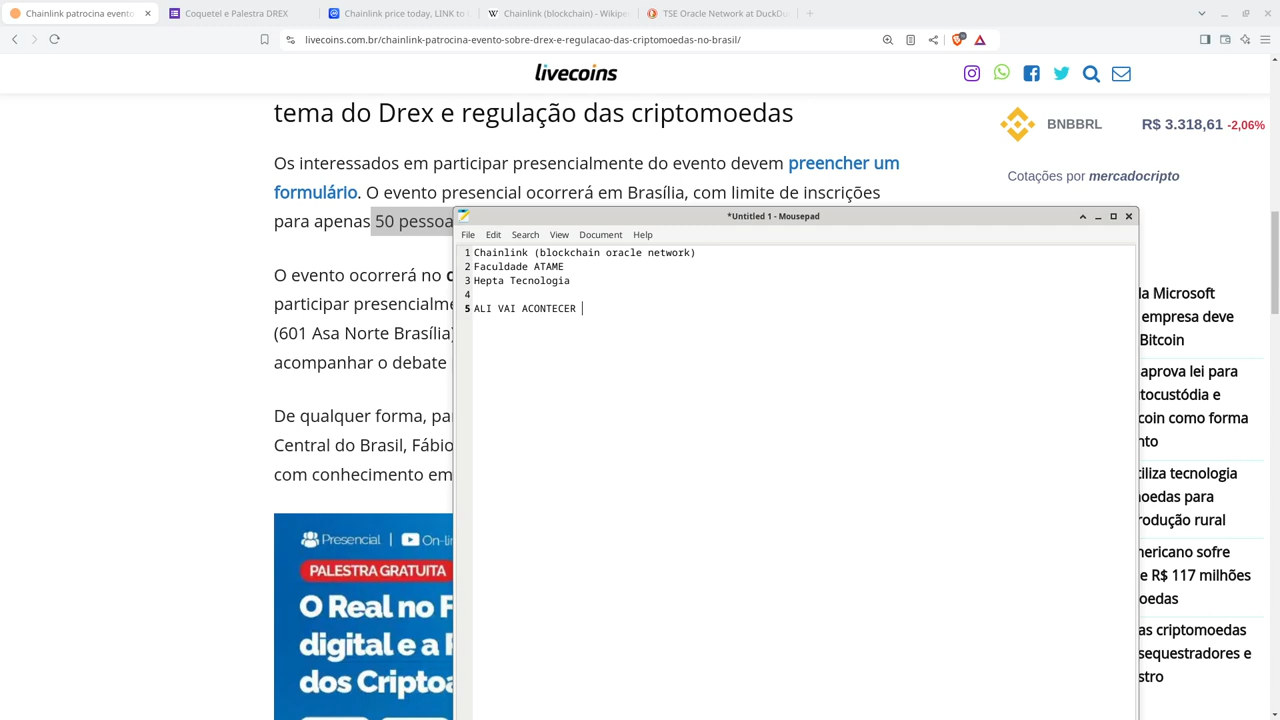 Chainlink patrocina evento
Coquetel e Palestra DREX
Chainlink price today, LINK to
Chainlink (blockchain) - Wikipe
TSE Oracle Network at DuckDu
livecoins.com.br/chainlink-patrocina-evento-sobre-drex-e-regulacao-das-criptomoedas-no-brasil/
livecoins
tema do Drex e regulação das criptomoedas
BNBBRL R$ 3.318,61 -2,06%
Cotações por mercadocripto
Os interessados em participar presencialmente do evento devem preencher um
formulário. O evento presencial ocorrerá em Brasília, com limite de inscrições
para apenas 50 pessoa
O evento ocorrerá no
participar presencialme
(601 Asa Norte Brasília)
acompanhar o debate
De qualquer forma, pa
Central do Brasil, Fábio
com conhecimento em
Presencial | On-li
PALESTRA GRATUITA
O Real no F
digital e a
dos Cripto
*Untitled 1 - Mousepad
File Edit Search View Document Help
1 Chainlink (blockchain oracle network)
2 Faculdade ATAME
3 Hepta Tecnologia
4
5 ALI VAI ACONTECER
la Microsoft
empresa deve
Bitcoin
aprova lei para
tocustódia e
coin como forma
nto
tiliza tecnologia
noedas para
rodução rural
nericano sofre
e R$ 117 milhões
oedas
as criptomoedas
sequestradores e
stro